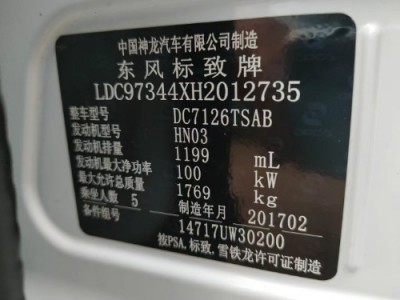 中国神龙汽车有限公司制造
东风标致牌
LDC97344XH2012735
整车型号 DC7126TSAB
发动机型号 HN03
发动机排量 1199 mL
发动机最大净功率 100 kW
最大允许总质量 1769 kg
乘坐人数 5 制造年月 201702
备件组号 14717UW30200
按PSA.标致.雪铁龙许可证制造